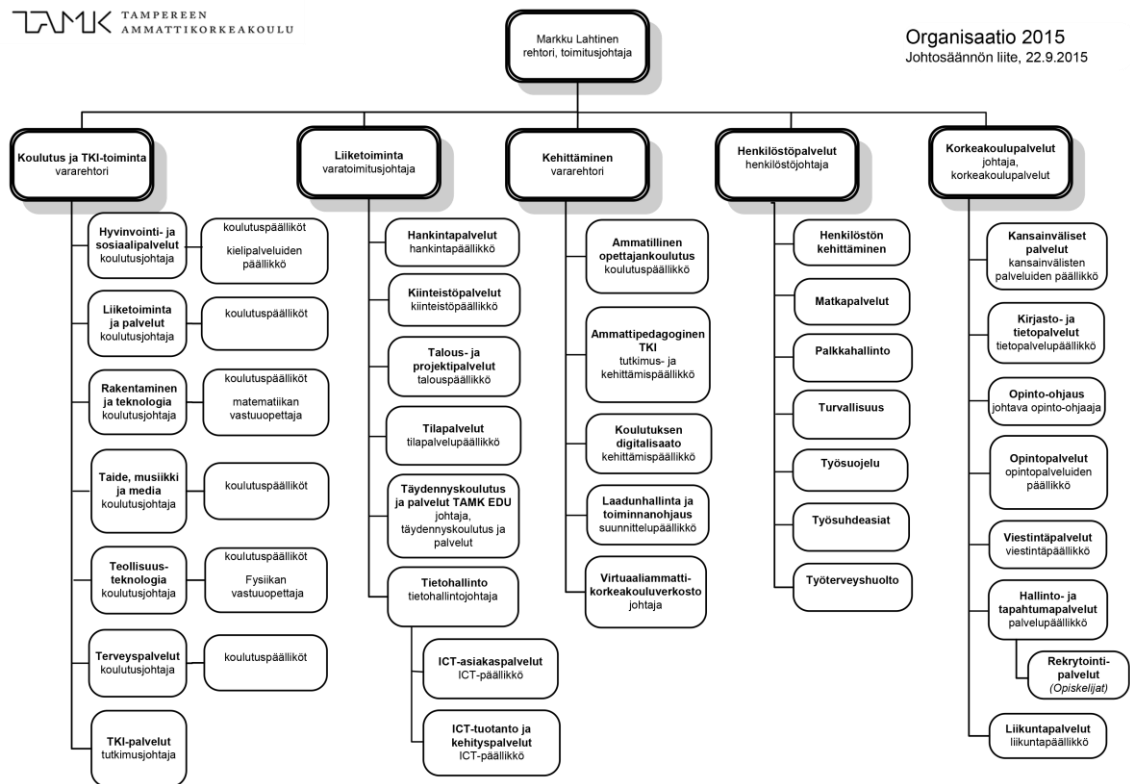 TAMK TAMPEREEN
AMMATTIKORKEAKOULU
Organisaatio 2015
Johtosäännön liite, 22.9.2015
Markku Lahtinen
rehtori, toimitusjohtaja
Koulutus ja TKI-toiminta
vararehtori
Hyvinvointi- ja
sosiaalipalvelut
koulutusjohtaja
koulutuspäälliköt
kielipalveluiden
päällikkö
Liiketoiminta
ja palvelut
koulutusjohtaja
koulutuspäälliköt
Rakentaminen
ja teknologia
koulutusjohtaja
koulutuspäälliköt
matematiikan
vastuuopettaja
Taide, musiikki
ja media
koulutusjohtaja
koulutuspäälliköt
Teollisuus-
teknologia
koulutusjohtaja
koulutuspäälliköt
Fysiikan
vastuuopettaja
Terveyspalvelut
koulutusjohtaja
koulutuspäälliköt
TKI-palvelut
tutkimusjohtaja
Liiketoiminta
varatoimitusjohtaja
Hankintapalvelut
hankintapäällikkö
Kiinteistöpalvelut
kiinteistöpäällikkö
Talous- ja
projektipalvelut
talouspäällikkö
Tilapalvelut
tilapalvelupäällikkö
Täydennyskoulutus
ja palvelut TAMK EDU
johtaja,
täydennyskoulutus ja
palvelut
Tietohallinto
tietohallintojohtaja
ICT-asiakaspalvelut
ICT-päällikkö
ICT-tuotanto ja
kehityspalvelut
ICT-päällikkö
Kehittäminen
vararehtori
Ammatillinen
opettajankoulutus
koulutuspäällikkö
Ammattipedagoginen
TKI
tutkimus- ja
kehittämispäällikkö
Koulutuksen
digitalisaato
kehittämispäällikkö
Laadunhallinta ja
toiminnanohjaus
suunnittelupäällikkö
Virtuaaliammatti-
korkeakouluverkosto
johtaja
Henkilöstöpalvelut
henkilöstöjohtaja
Henkilöstön
kehittäminen
Matkapalvelut
Palkkahallinto
Turvallisuus
Työsuojelu
Työsuhdeasiat
Työterveyshuolto
Korkeakoulupalvelut
johtaja,
korkeakoulupalvelut
Kansainväliset
palvelut
kansainvälisten
palveluiden päällikkö
Kirjasto- ja
tietopalvelut
tietopalvelupäällikkö
Opinto-ohjaus
johtava opinto-ohjaaja
Opintopalvelut
opintopalveluiden
päällikkö
Viestintäpalvelut
viestintäpäällikkö
Hallinto- ja
tapahtumapalvelut
palvelupäällikkö
Rekrytointi-
palvelut
(Opiskelijat)
Liikuntapalvelut
liikuntapäällikkö